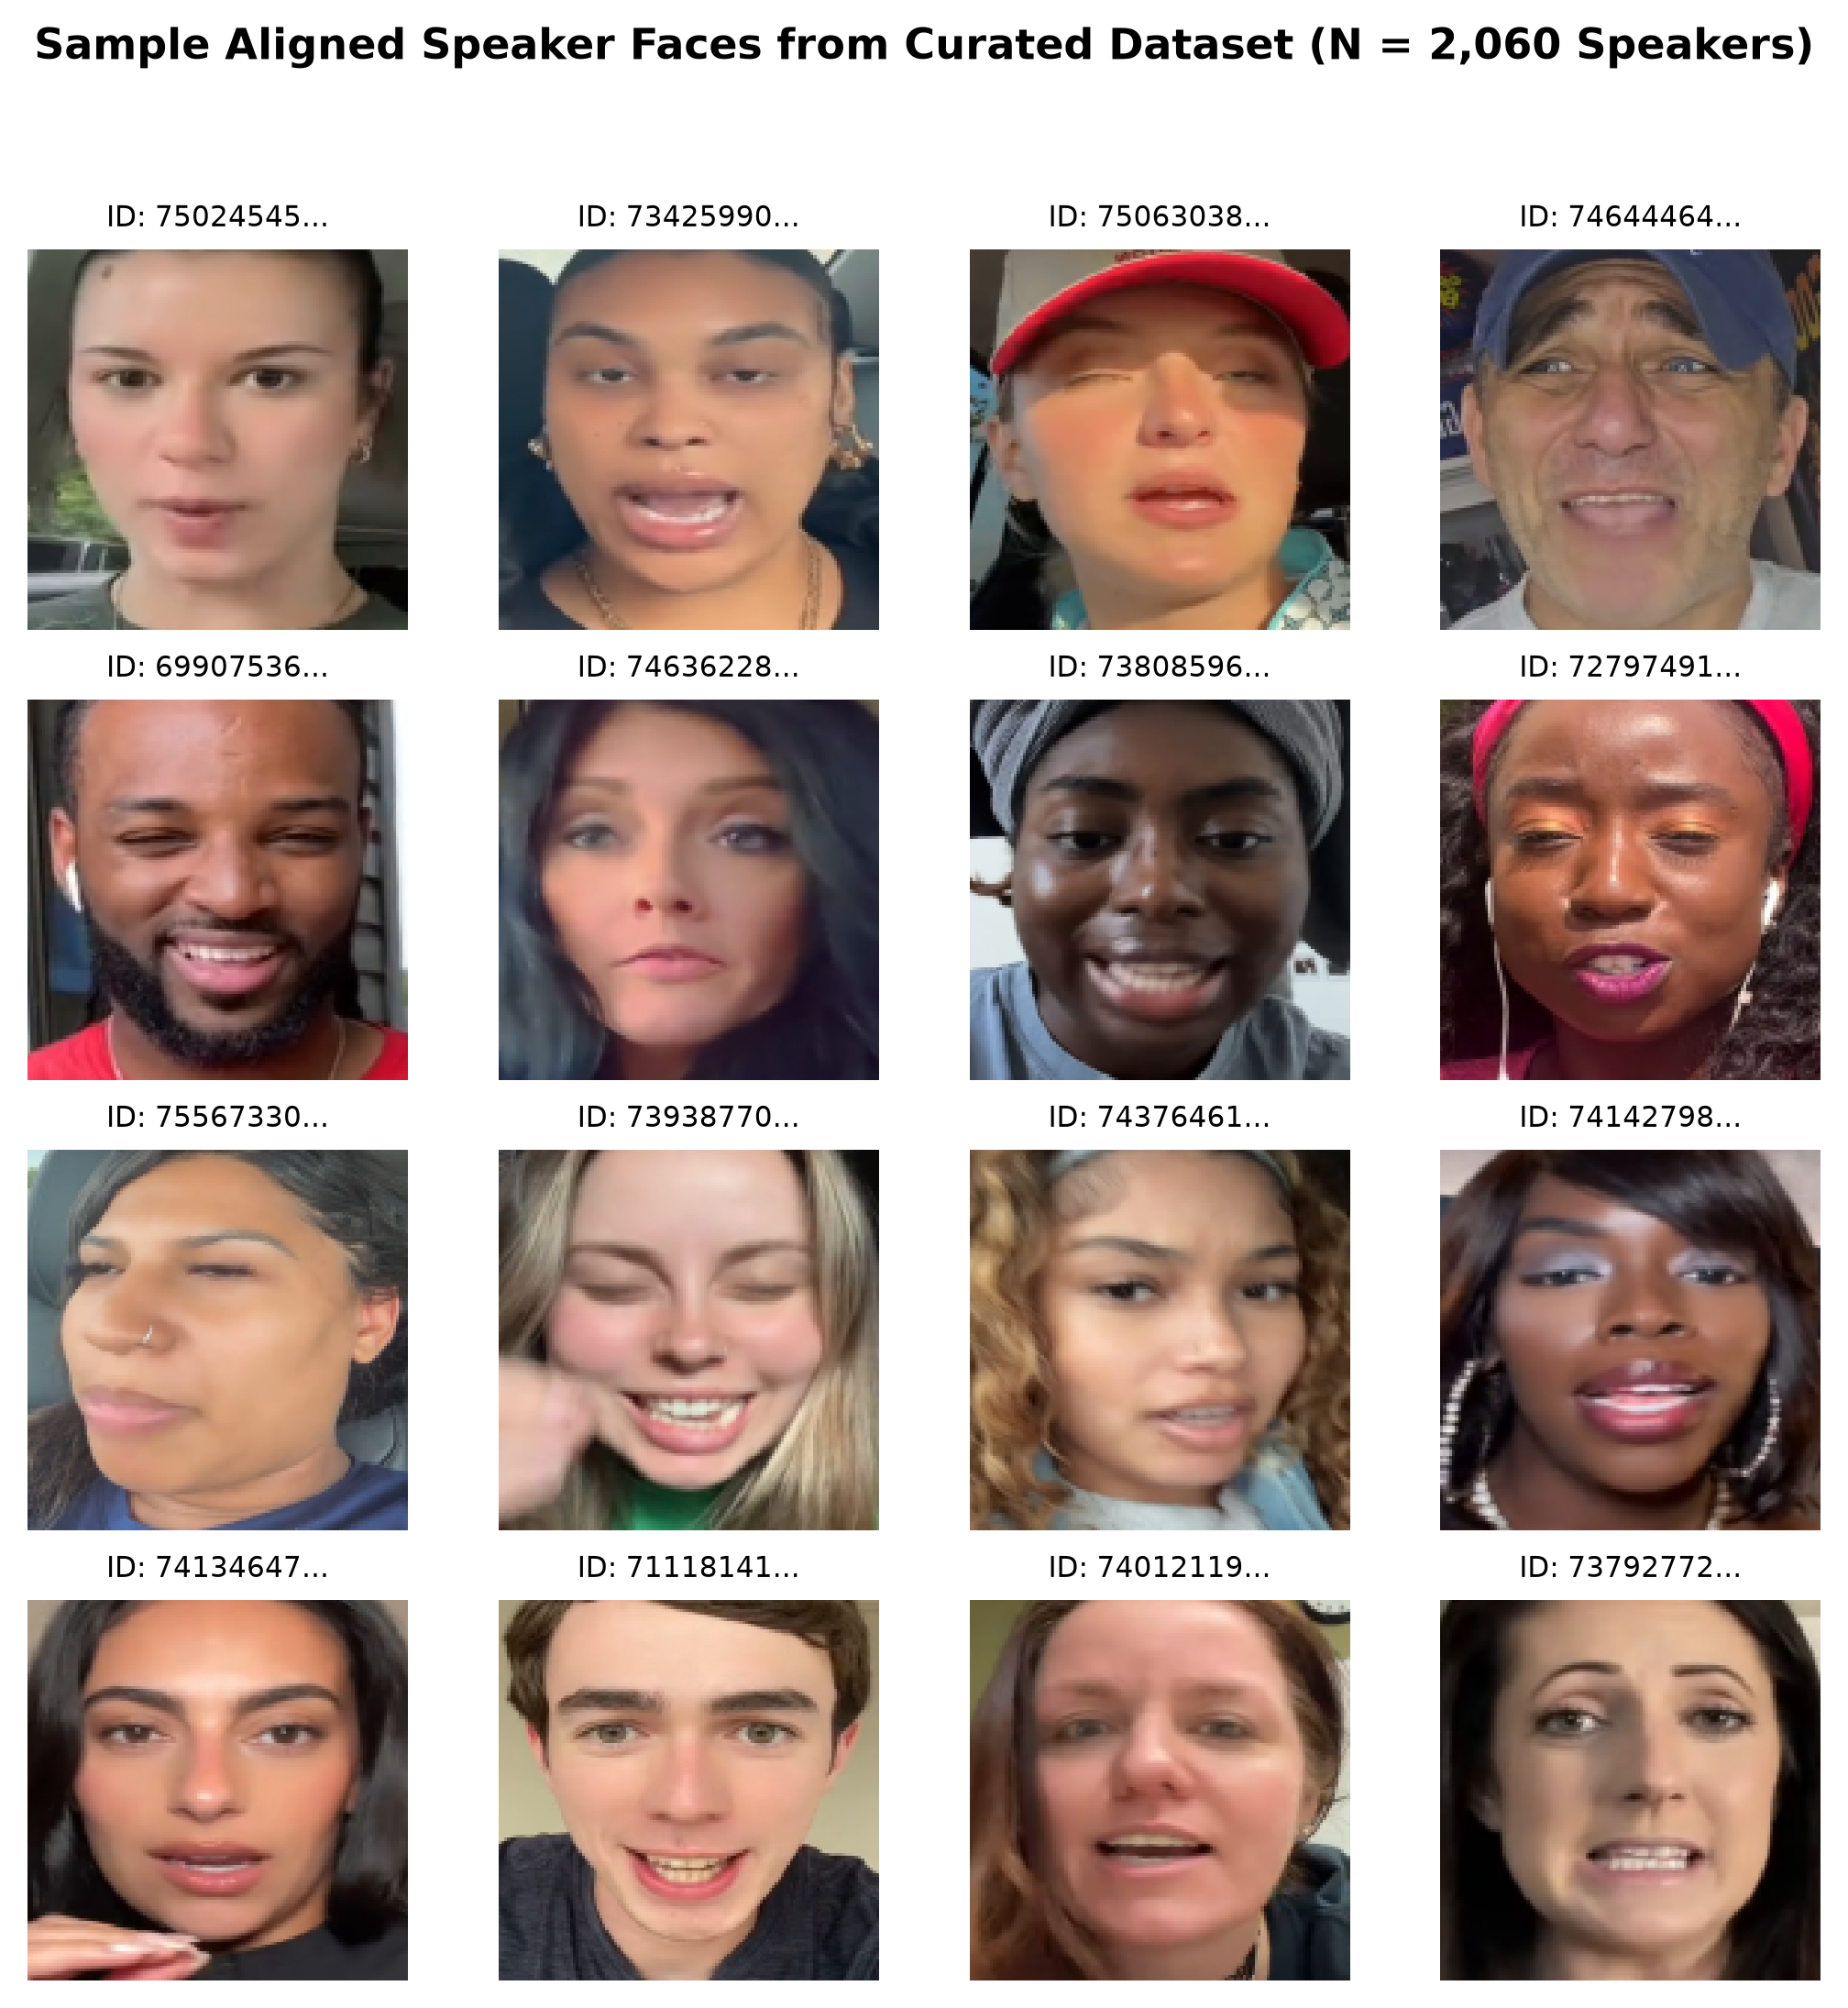 Sample Aligned Speaker Faces from Curated Dataset (N = 2,060 Speakers)
ID: 75024545...
ID: 73425990...
ID: 75063038...
ID: 74644464...
ID: 69907536...
ID: 74636228...
ID: 73808596...
ID: 72797491...
ID: 75567330...
ID: 73938770...
ID: 74376461...
ID: 74142798...
ID: 74134647...
ID: 71118141...
ID: 74012119...
ID: 73792772...